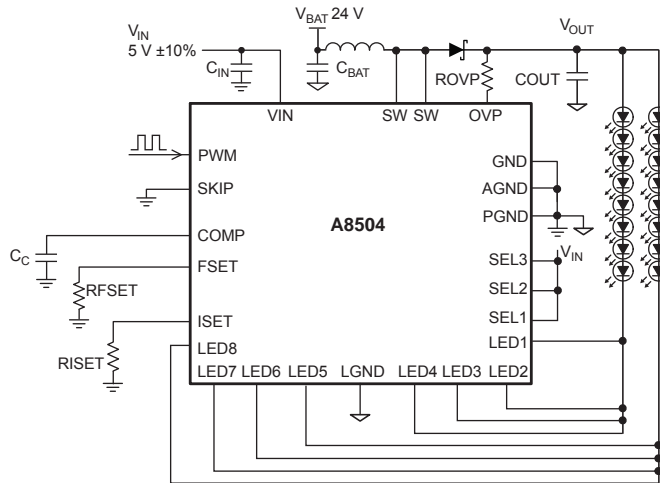 V_BAT 24 V
V_IN
5 V ±10%
V_OUT
C_IN
C_BAT
ROVP
COUT
VIN
SW
SW
OVP
PWM
GND
SKIP
AGND
A8504
PGND
COMP
V_IN
C_C
FSET
SEL3
RFSET
SEL2
ISET
SEL1
RISET
LED8
LED1
LED7
LED6
LED5
LGND
LED4
LED3
LED2